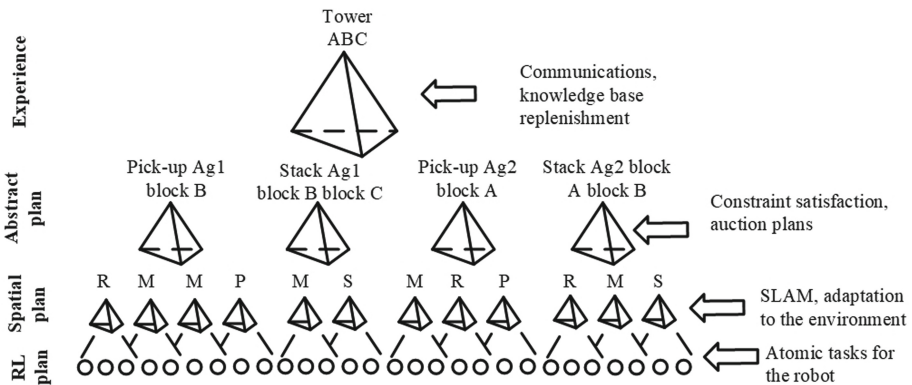 Tower
ABC
Experience
Communications,
knowledge base
replenishment
Pick-up Ag1
block B
Stack Ag1
block B block C
Pick-up Ag2
block A
Stack Ag2 block
A block B
Abstract
plan
Constraint satisfaction,
auction plans
R M M P M S M R P R M S
Spatial
plan
SLAM, adaptation
to the environment
RL
plan
Atomic tasks for
the robot